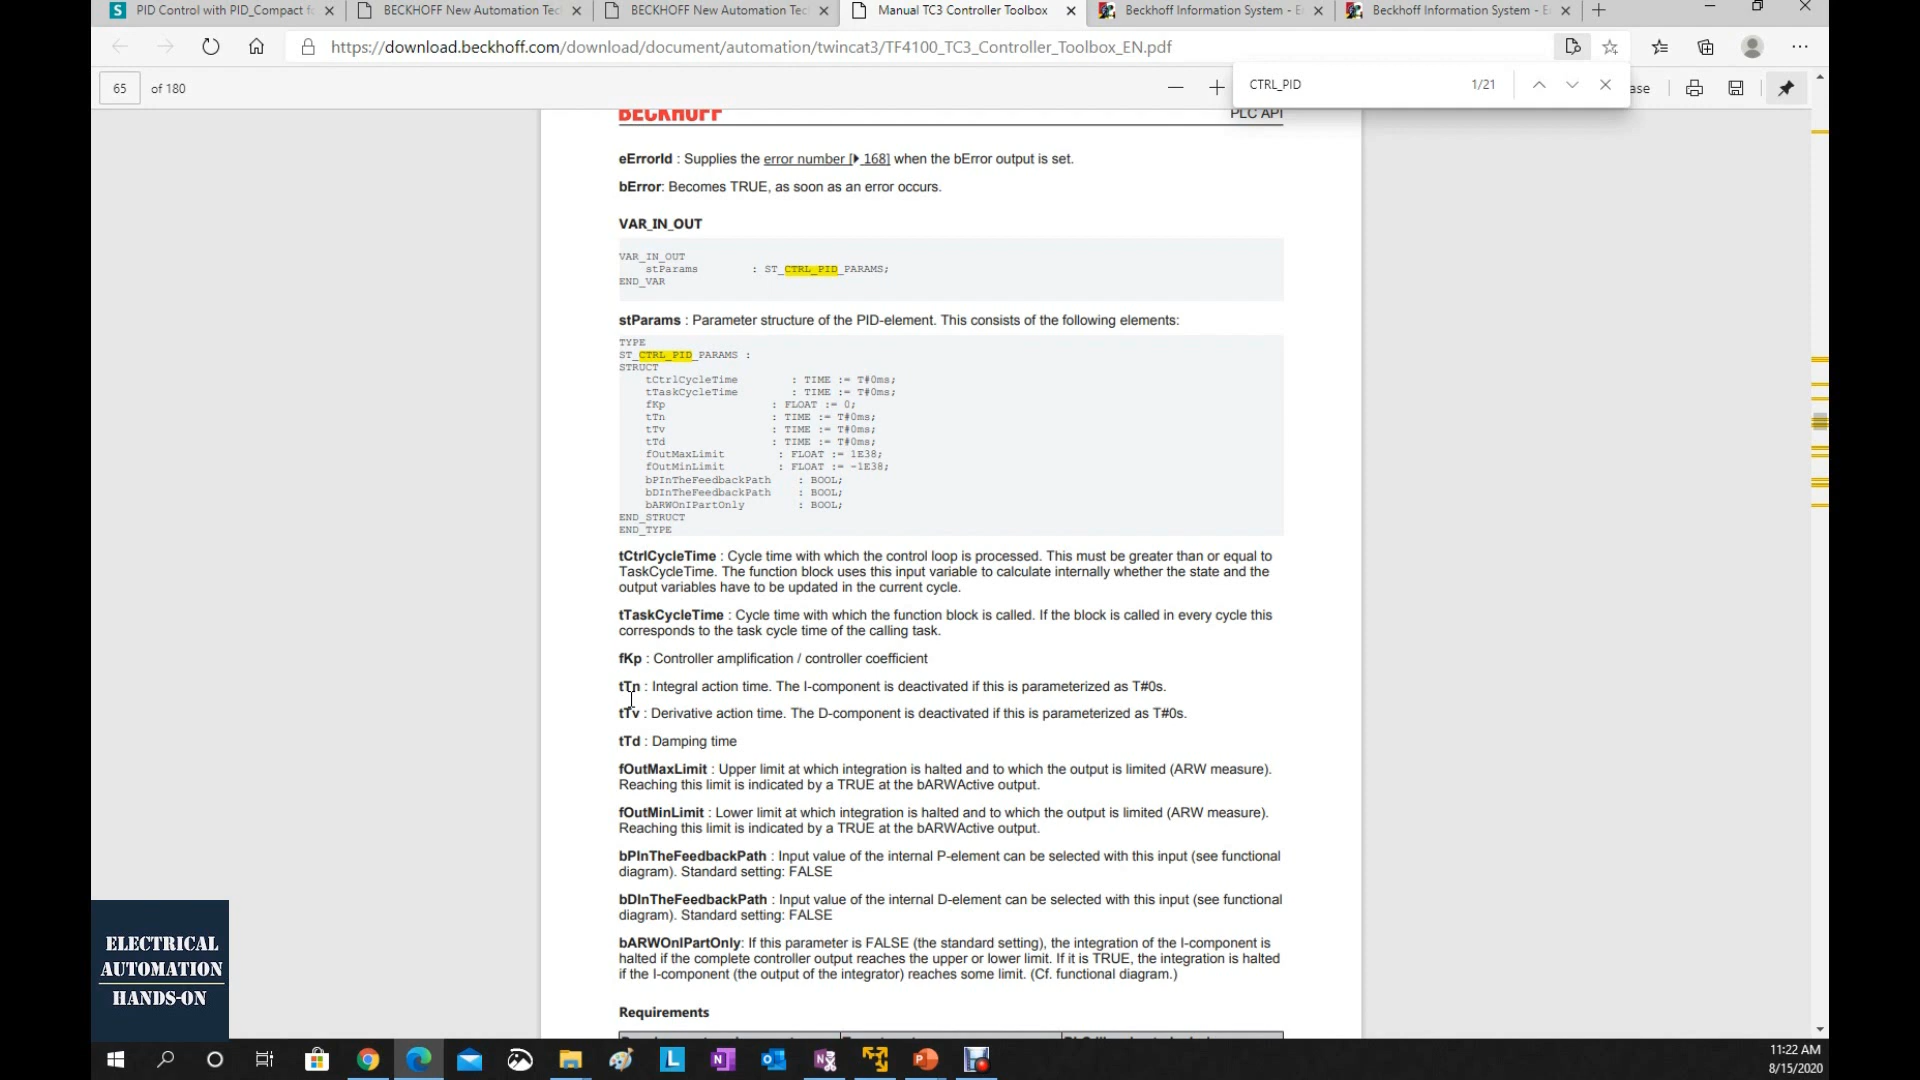 PID Control with PID_Compact f
BECKHOFF New Automation Tec
BECKHOFF New Automation Tec
Manual TC3 Controller Toolbox
Beckhoff Information System - E
Beckhoff Information System - E
https://download.beckhoff.com/download/document/automation/twincat3/TF4100_TC3_Controller_Toolbox_EN.pdf
65 of 180
CTRL_PID 1/21
ase
BECKHOFF PLC API
eErrorId : Supplies the error number [▶ 168] when the bError output is set.
bError: Becomes TRUE, as soon as an error occurs.
VAR_IN_OUT
VAR_IN_OUT
stParams : ST_CTRL_PID_PARAMS;
END_VAR
stParams : Parameter structure of the PID-element. This consists of the following elements:
TYPE
ST_CTRL_PID_PARAMS :
STRUCT
tCtrlCycleTime : TIME := T#0ms;
tTaskCycleTime : TIME := T#0ms;
fKp : FLOAT := 0;
tTn : TIME := T#0ms;
tTv : TIME := T#0ms;
tTd : TIME := T#0ms;
fOutMaxLimit : FLOAT := 1E38;
fOutMinLimit : FLOAT := -1E38;
bPInTheFeedbackPath : BOOL;
bDInTheFeedbackPath : BOOL;
bARWOnIPartOnly : BOOL;
END_STRUCT
END_TYPE
tCtrlCycleTime : Cycle time with which the control loop is processed. This must be greater than or equal to
TaskCycleTime. The function block uses this input variable to calculate internally whether the state and the
output variables have to be updated in the current cycle.
tTaskCycleTime : Cycle time with which the function block is called. If the block is called in every cycle this
corresponds to the task cycle time of the calling task.
fKp : Controller amplification / controller coefficient
tTn : Integral action time. The I-component is deactivated if this is parameterized as T#0s.
tTv : Derivative action time. The D-component is deactivated if this is parameterized as T#0s.
tTd : Damping time
fOutMaxLimit : Upper limit at which integration is halted and to which the output is limited (ARW measure).
Reaching this limit is indicated by a TRUE at the bARWActive output.
fOutMinLimit : Lower limit at which integration is halted and to which the output is limited (ARW measure).
Reaching this limit is indicated by a TRUE at the bARWActive output.
bPInTheFeedbackPath : Input value of the internal P-element can be selected with this input (see functional
diagram). Standard setting: FALSE
bDInTheFeedbackPath : Input value of the internal D-element can be selected with this input (see functional
diagram). Standard setting: FALSE
bARWOnIPartOnly: If this parameter is FALSE (the standard setting), the integration of the I-component is
halted if the complete controller output reaches the upper or lower limit. If it is TRUE, the integration is halted
if the I-component (the output of the integrator) reaches some limit. (Cf. functional diagram.)
Requirements
ELECTRICAL
AUTOMATION
HANDS-ON
11:22 AM
8/15/2020